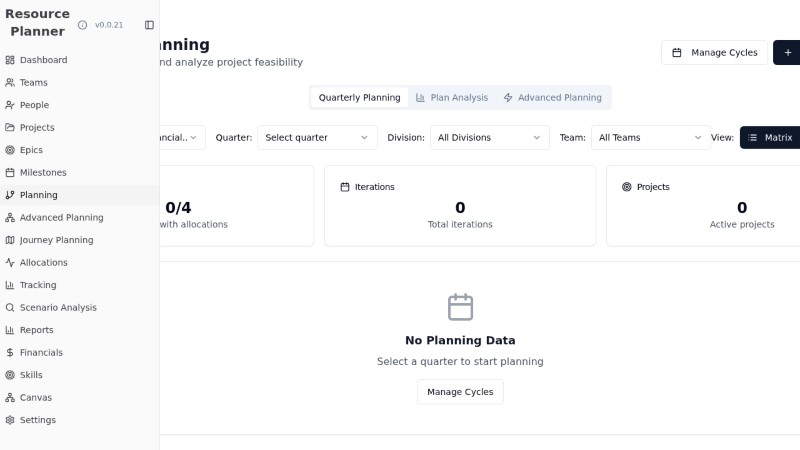 Resource
Planner
v0.0.21
Dashboard
Teams
People
Projects
Epics
Milestones
Planning
Advanced Planning
Journey Planning
Allocations
Tracking
Scenario Analysis
Reports
Financials
Skills
Canvas
Settings
nning
nd analyze project feasibility
Manage Cycles
Quarterly Planning
Plan Analysis
Advanced Planning
ncial..
Quarter:
Select quarter
Division:
All Divisions
Team:
All Teams
View:
Matrix
0/4
with allocations
Iterations
0
Total iterations
Projects
0
Active projects
No Planning Data
Select a quarter to start planning
Manage Cycles